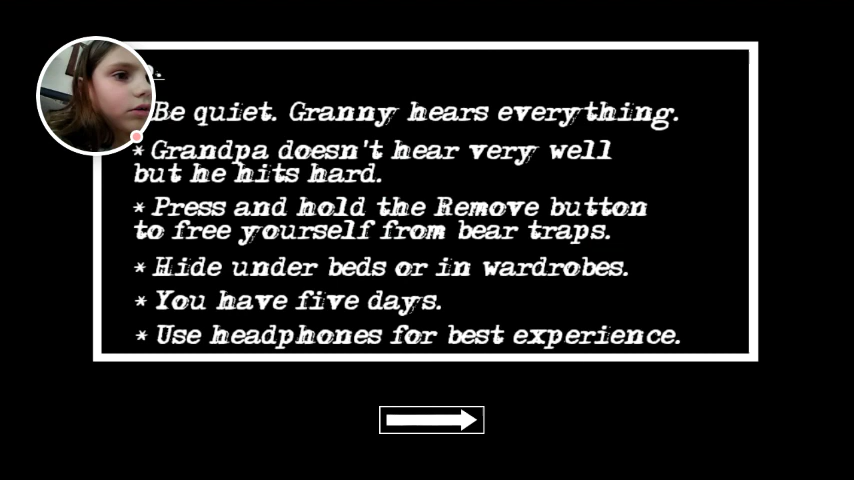 * Be quiet. Granny hears everything.
* Grandpa doesn't hear very well
but he hits hard.
* Press and hold the Remove button
to free yourself from bear traps.
* Hide under beds or in wardrobes.
* You have five days.
* Use headphones for best experience.